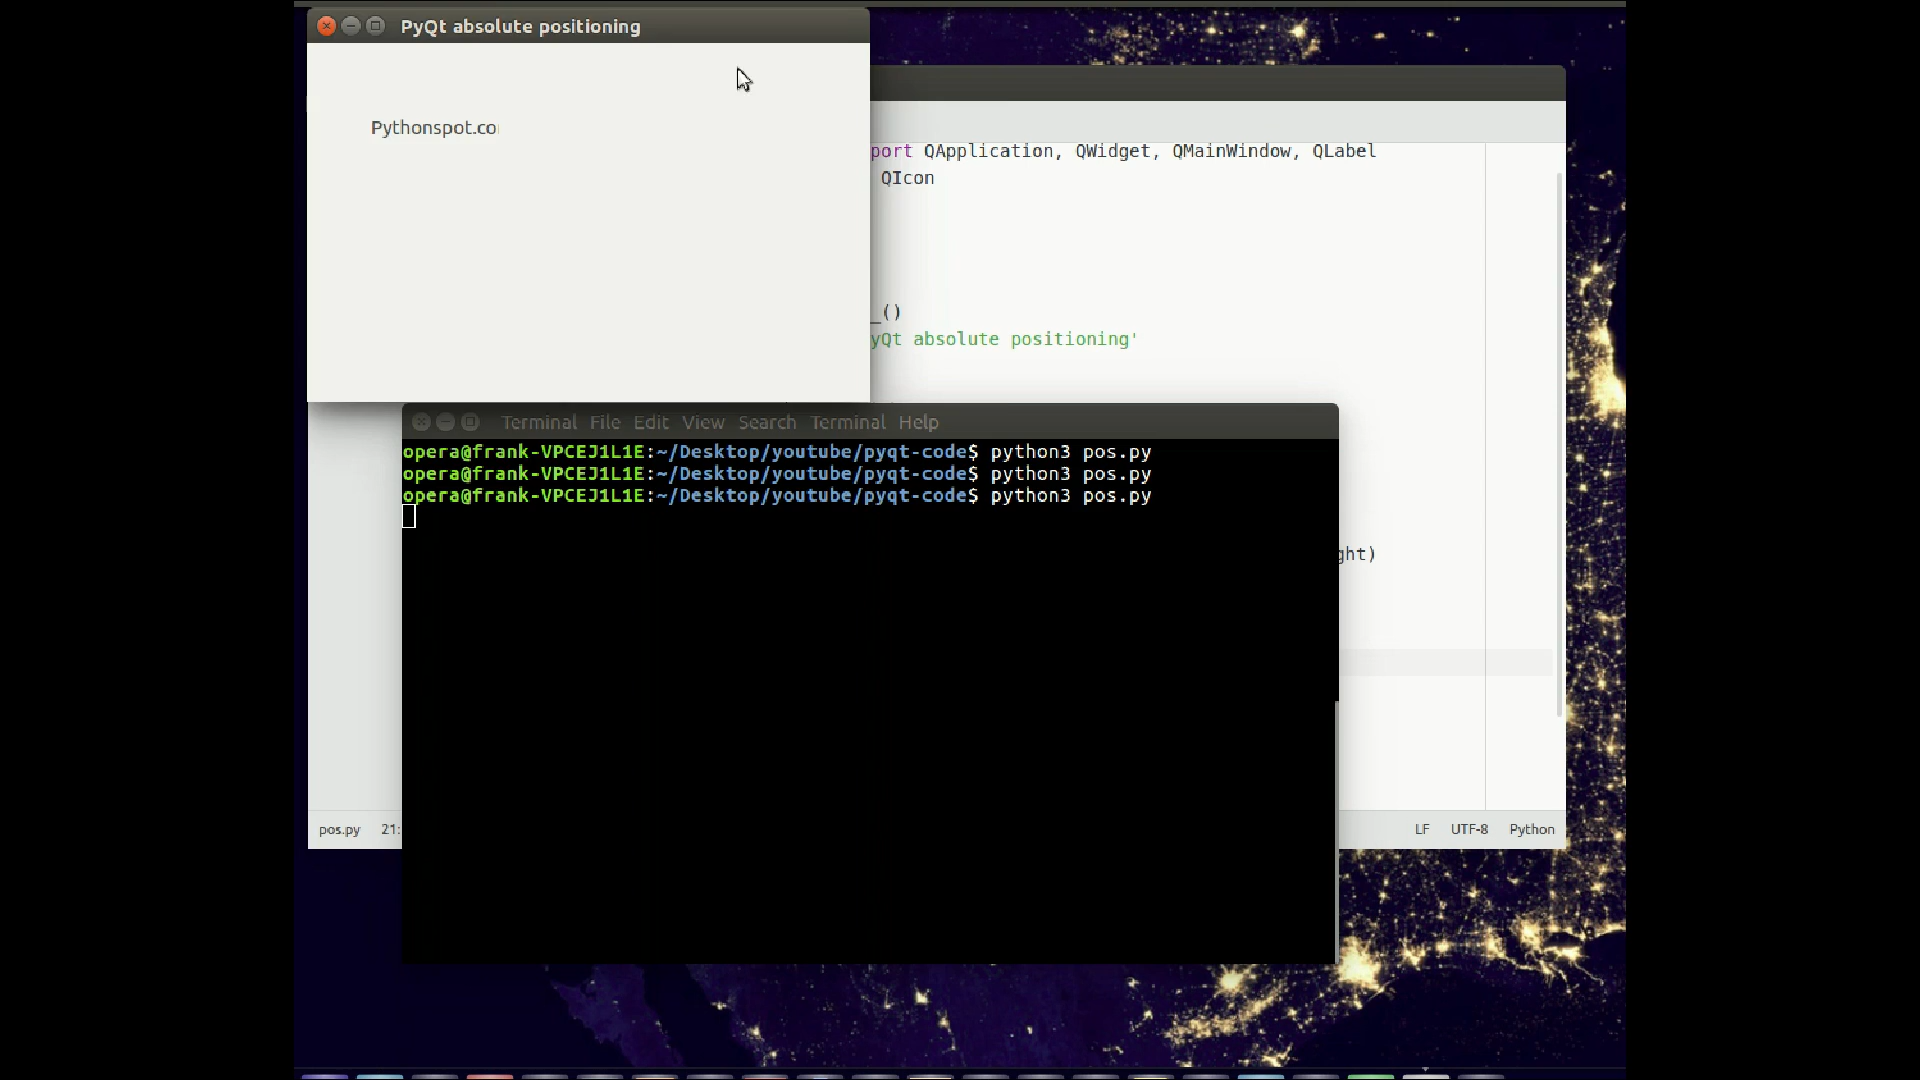 PyQt absolute positioning
Pythonspot.co
port QApplication, QWidget, QMainWindow, QLabel
QIcon
_()
yQt absolute positioning'
Terminal File Edit View Search Terminal Help
opera@frank-VPCEJ1L1E:~/Desktop/youtube/pyqt-code$ python3 pos.py
opera@frank-VPCEJ1L1E:~/Desktop/youtube/pyqt-code$ python3 pos.py
opera@frank-VPCEJ1L1E:~/Desktop/youtube/pyqt-code$ python3 pos.py
ght)
pos.py 21: LF UTF-8 Python